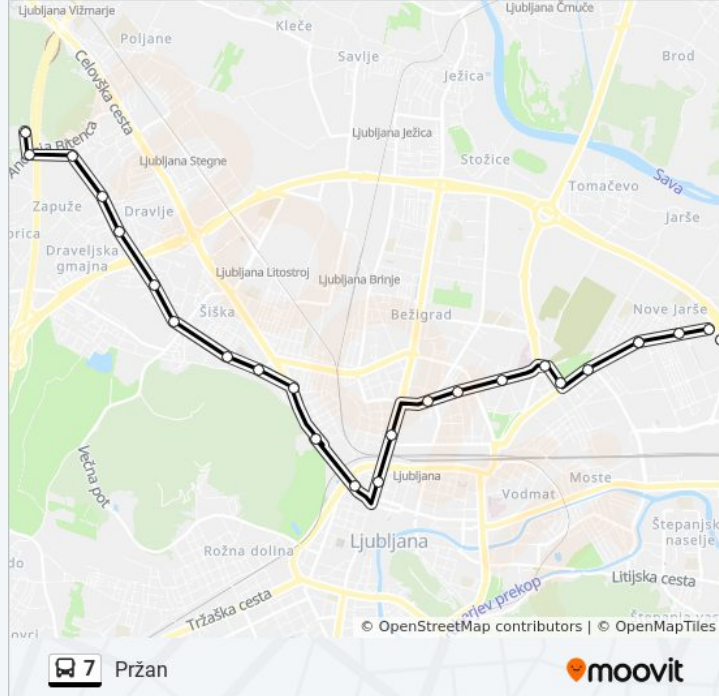 Ljubljana Vižmarje
Ljubljana Črnuče
Poljane
Kleče
Savlje
Brod
Ježica
Celovška cesta
Ljubljana Ježica
Ljubljana Stegne
Stožice
Tomačevo
Sava
Zapuže
Dravlje
Jarše
Draveljska
gmajna
Ljubljana Litostroj
Ljubljana Brinje
Šiška
Bežigrad
Nove Jarše
Večna pot
Ljubljana
Moste
Vodmat
Štepanjsko
naselje
Ljubljana
Rožna dolina
Litijska cesta
Tržaška cesta
prekop
© OpenStreetMap contributors | © OpenMapTiles
7 Pržan
moovit